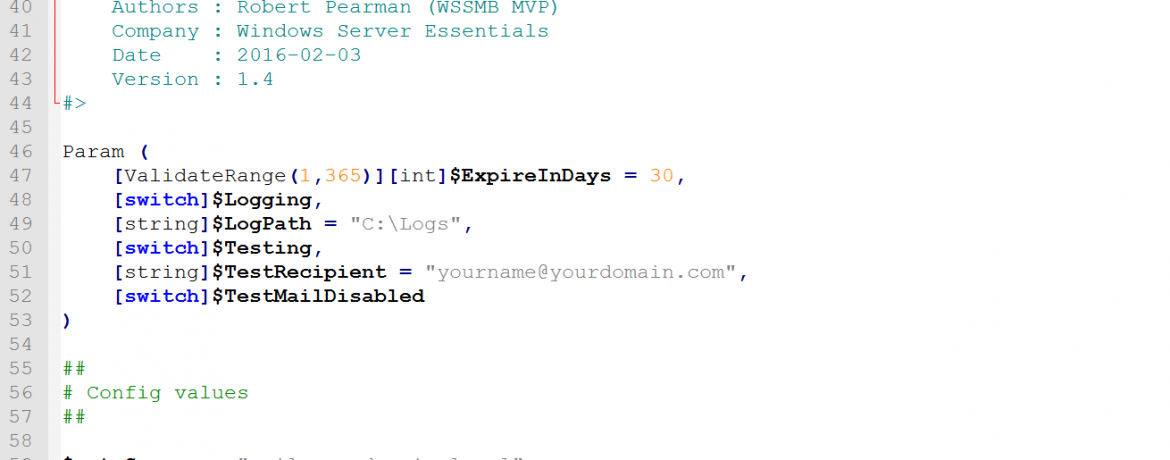 40 Authors : Robert Pearman (WSSMB MVP)
41 Company : Windows Server Essentials
42 Date : 2016-02-03
43 Version : 1.4
44 #>
45
46 Param (
47 [ValidateRange(1,365)][int]$ExpireInDays = 30,
48 [switch]$Logging,
49 [string]$LogPath = "C:\Logs",
50 [switch]$Testing,
51 [string]$TestRecipient = "yourname@yourdomain.com",
52 [switch]$TestMailDisabled
53 )
54
55 ##
56 # Config values
57 ##
58